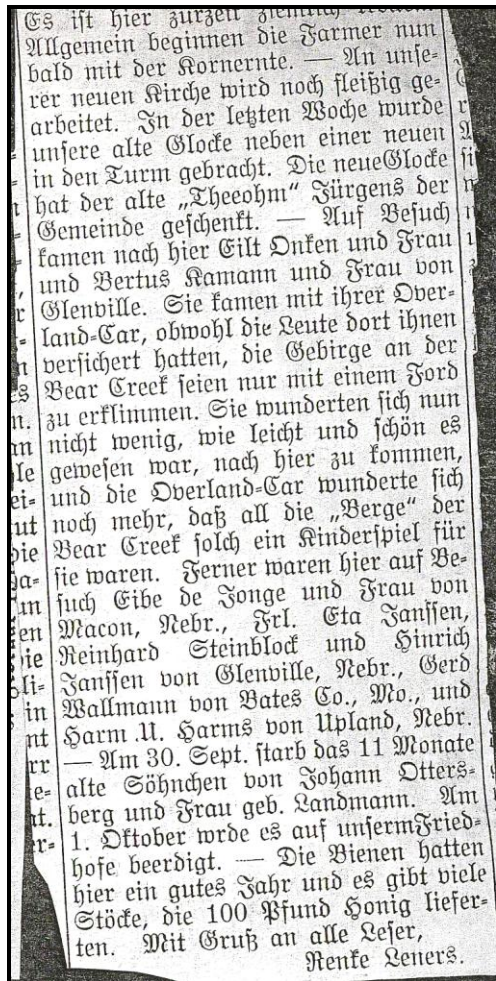 Es ist hier zurzeit ziemlich
Allgemein beginnen die Farmer nun
bald mit der Kornernte. — An unse-
rer neuen Kirche wird noch fleißig ge-
arbeitet. In der letzten Woche wurde
unsere alte Glocke neben einer neuen
in den Turm gebracht. Die neueGlocke
hat der alte „Theeohm“ Jürgens der
Gemeinde geschenkt. — Auf Besuch
kamen nach hier Eilt Onken und Frau
und Bertus Kamann und Frau von
Glenville. Sie kamen mit ihrer Over-
land-Car, obwohl die Leute dort ihnen
versichert hatten, die Gebirge an der
Bear Creek seien nur mit einem Ford
zu erklimmen. Sie wunderten sich nun
nicht wenig, wie leicht und schön es
gewesen war, nach hier zu kommen,
und die Overland-Car wunderte sich
noch mehr, daß all die „Berge“ der
Bear Creek solch ein Kinderspiel für
sie waren. Ferner waren hier auf Be-
such Eibe de Jonge und Frau von
Macon, Nebr., Frl. Eta Janssen,
Reinhard Steinblock und Hinrich
Janssen von Glenville, Nebr., Gerd
Wallmann von Bates Co., Mo., und
Harm U. Harms von Upland, Nebr.
— Am 30. Sept. starb das 11 Monate
alte Söhnchen von Johann Otters-
berg und Frau geb. Landmann. Am
1. Oktober wrde es auf unsermFried-
hofe beerdigt. — Die Bienen hatten
hier ein gutes Jahr und es gibt viele
Stöcke, die 100 Pfund Honig liefer-
ten. Mit Gruß an alle Leser,
Renke Leners.